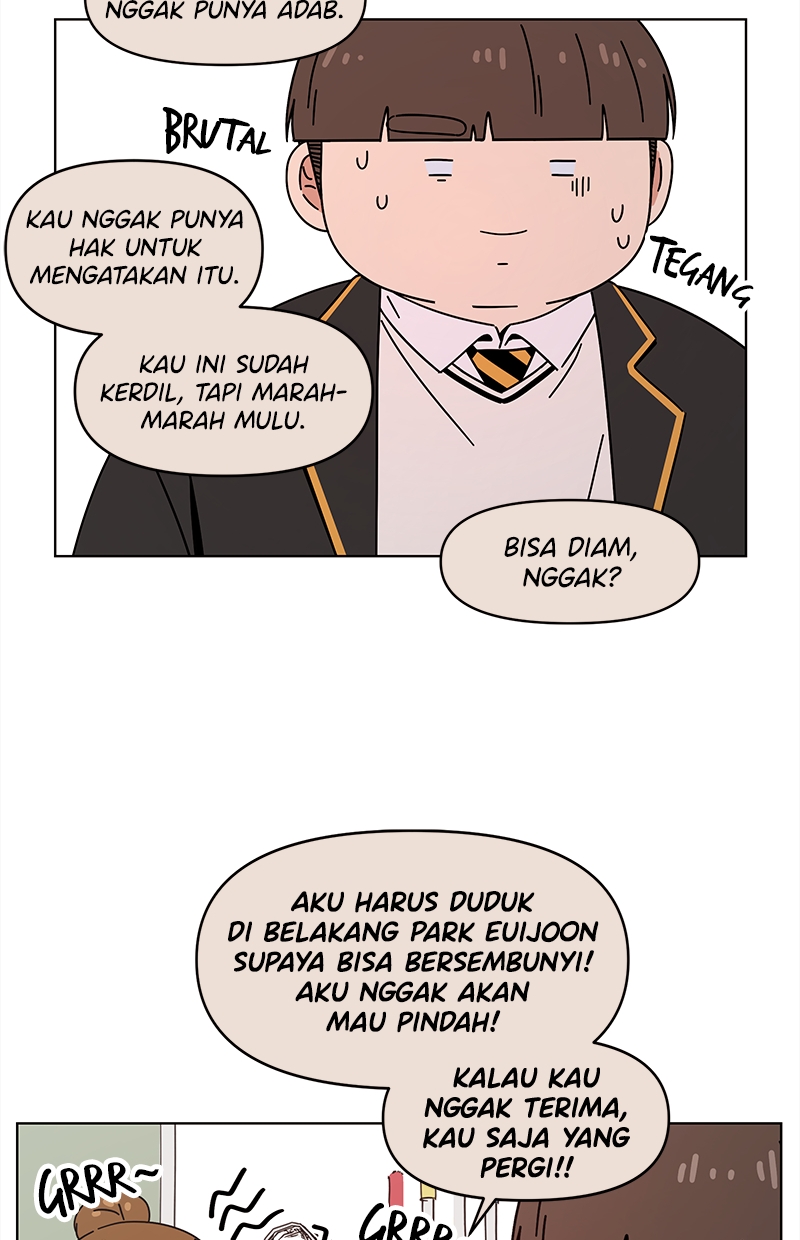 NGGAK PUNYA ADAB.
BRUTAL
KAU NGGAK PUNYA
HAK UNTUK
MENGATAKAN ITU.
TEGANG
KAU INI SUDAH
KERDIL, TAPI MARAH-
MARAH MULU.
BISA DIAM,
NGGAK?
AKU HARUS DUDUK
DI BELAKANG PARK EUIJOON
SUPAYA BISA BERSEMBUNYI!
AKU NGGAK AKAN
MAU PINDAH!
KALAU KAU
NGGAK TERIMA,
KAU SAJA YANG
PERGI!!
GRRR~
GRRR